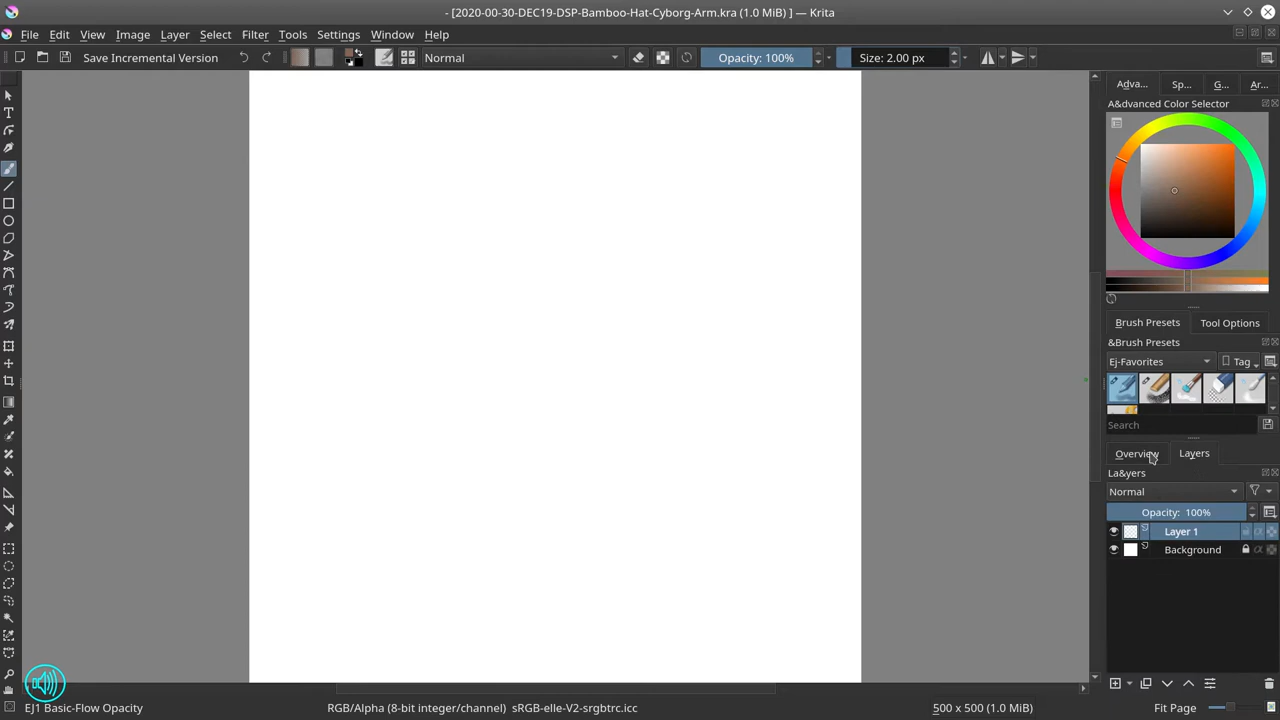 - [2020-00-30-DEC19-DSP-Bamboo-Hat-Cyborg-Arm.kra (1.0 MiB) ] — Krita
File Edit View Image Layer Select Filter Tools Settings Window Help
Save Incremental Version Normal Opacity: 100% Size: 2.00 px
Adva... Sp... G... Ar...
A&dvanced Color Selector
Brush Presets Tool Options
&Brush Presets
Ej-Favorites Tag
Search
Overview Layers
La&yers
Normal
Opacity: 100%
Layer 1
Background
EJ1 Basic-Flow Opacity RGB/Alpha (8-bit integer/channel) sRGB-elle-V2-srgbtrc.icc 500 x 500 (1.0 MiB) Fit Page